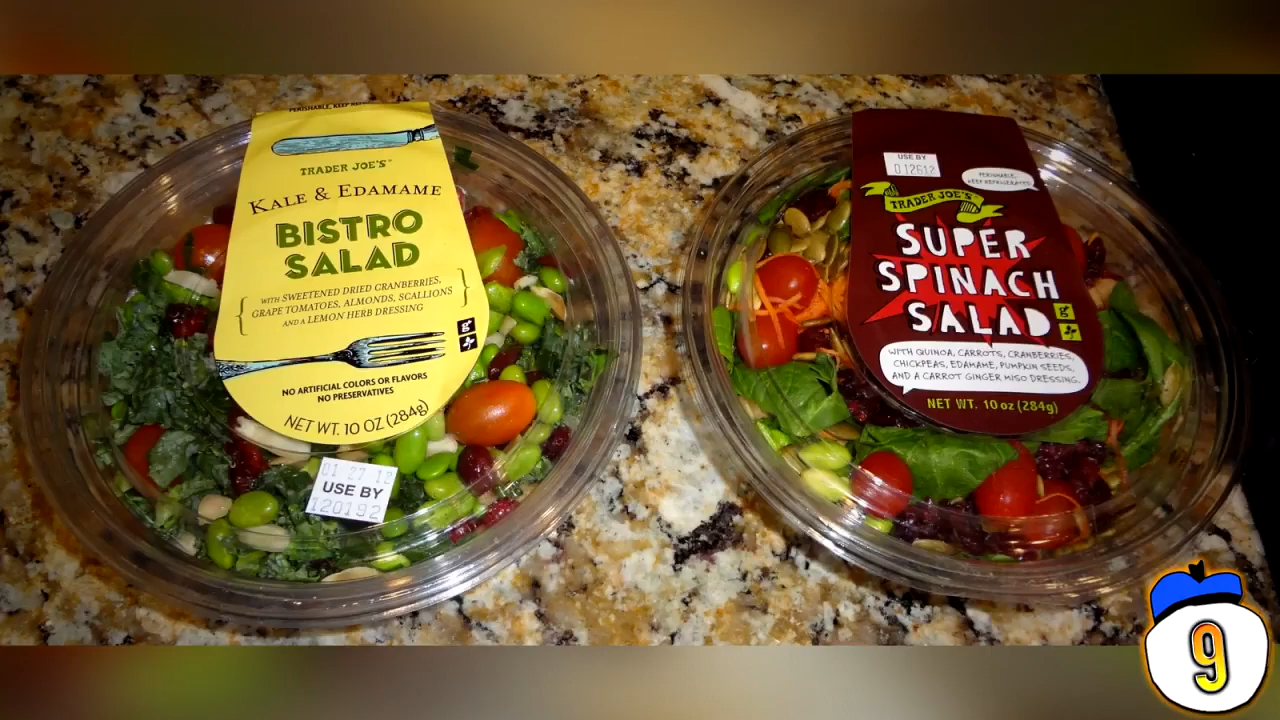 TRADER JOE'S
KALE & EDAMAME
BISTRO
SALAD
WITH SWEETENED DRIED CRANBERRIES,
GRAPE TOMATOES, ALMONDS, SCALLIONS
AND A LEMON HERB DRESSING
NO ARTIFICIAL COLORS OR FLAVORS
NO PRESERVATIVES
NET WT. 10 OZ (284g)
01 27 12
USE BY
120192
USE BY
012612
PERISHABLE,
KEEP REFRIGERATED
TRADER JOE'S
SUPER
SPINACH
SALAD
WITH QUINOA, CARROTS, CRANBERRIES,
CHICKPEAS, EDAMAME, PUMPKIN SEEDS,
AND A CARROT GINGER MISO DRESSING.
NET WT. 10 oz (284g)
9